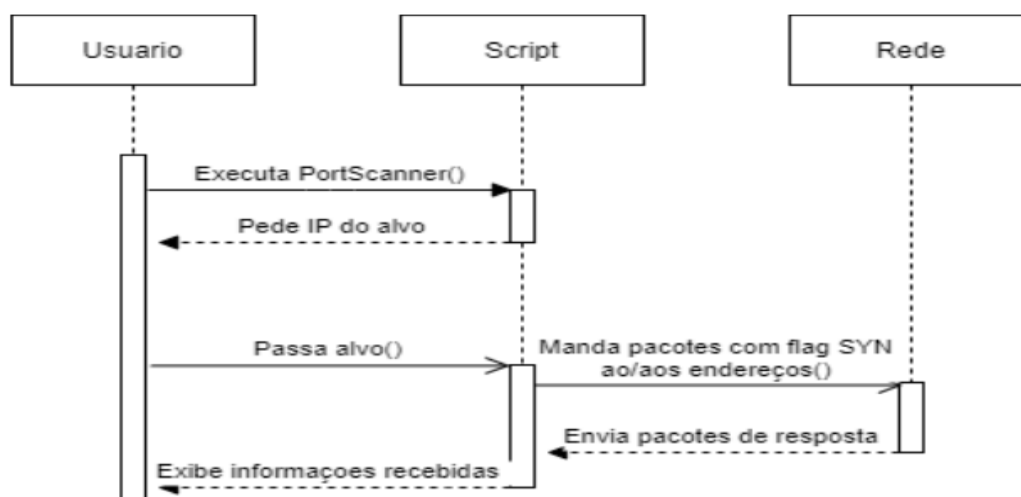 Usuario
Script
Rede
Executa PortScanner()
Pede IP do alvo
Passa alvo()
Manda pacotes com flag SYN
ao/aos endereços()
Envia pacotes de resposta
Exibe informaçoes recebidas